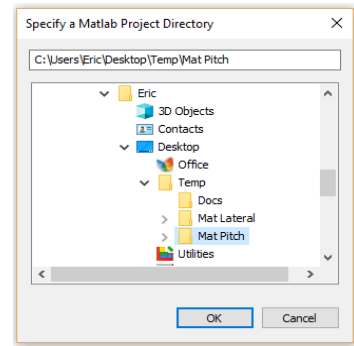 Specify a Matlab Project Directory
C:\Users\Eric\Desktop\Temp\Mat Pitch
Eric
3D Objects
Contacts
Desktop
Office
Temp
Docs
Mat Lateral
Mat Pitch
Utilities
OK Cancel